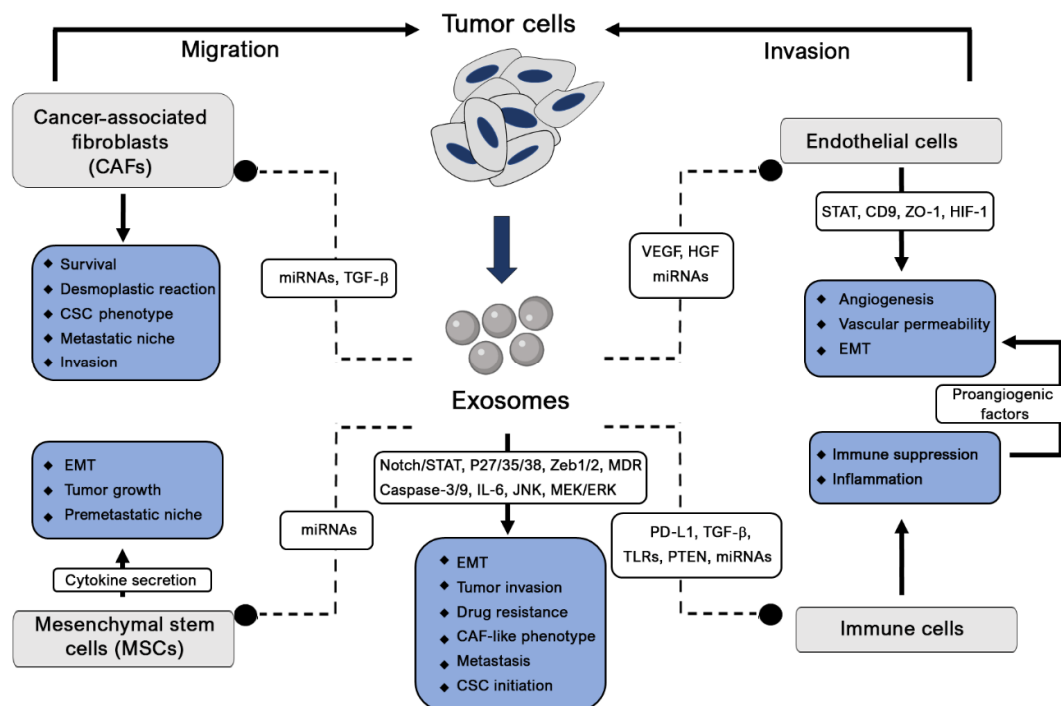 Tumor cells
Migration
Invasion
Cancer-associated
fibroblasts
(CAFs)
Endothelial cells
STAT, CD9, ZO-1, HIF-1
VEGF, HGF
miRNAs
miRNAs, TGF-β
◆ Survival
◆ Desmoplastic reaction
◆ CSC phenotype
◆ Metastatic niche
◆ Invasion
◆ Angiogenesis
◆ Vascular permeability
◆ EMT
Exosomes
Proangiogenic
factors
Notch/STAT, P27/35/38, Zeb1/2, MDR
Caspase-3/9, IL-6, JNK, MEK/ERK
◆ EMT
◆ Tumor growth
◆ Premetastatic niche
◆ Immune suppression
◆ Inflammation
miRNAs
PD-L1, TGF-β,
TLRs, PTEN, miRNAs
Cytokine secretion
◆ EMT
◆ Tumor invasion
◆ Drug resistance
◆ CAF-like phenotype
◆ Metastasis
◆ CSC initiation
Mesenchymal stem
cells (MSCs)
Immune cells